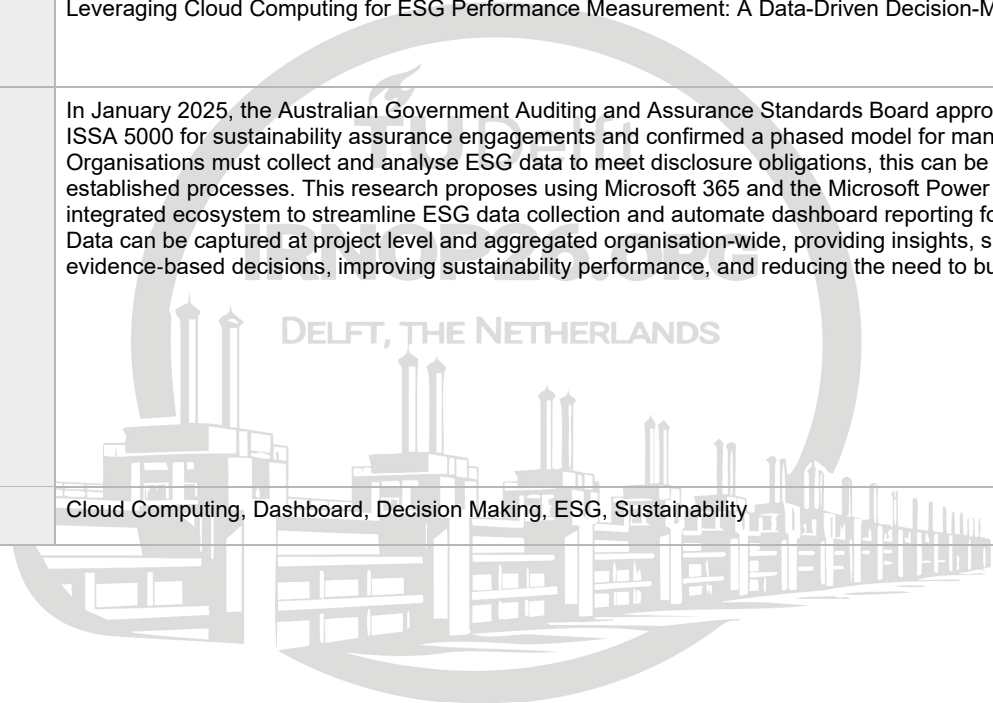 Leveraging Cloud Computing for ESG Performance Measurement: A Data-Driven Decision-M
In January 2025, the Australian Government Auditing and Assurance Standards Board appro
ISSA 5000 for sustainability assurance engagements and confirmed a phased model for man
Organisations must collect and analyse ESG data to meet disclosure obligations, this can be
established processes. This research proposes using Microsoft 365 and the Microsoft Power
integrated ecosystem to streamline ESG data collection and automate dashboard reporting fo
Data can be captured at project level and aggregated organisation-wide, providing insights, s
evidence-based decisions, improving sustainability performance, and reducing the need to bu
TUDelft
IRNOP26.ORG
DELFT, THE NETHERLANDS
Cloud Computing, Dashboard, Decision Making, ESG, Sustainability